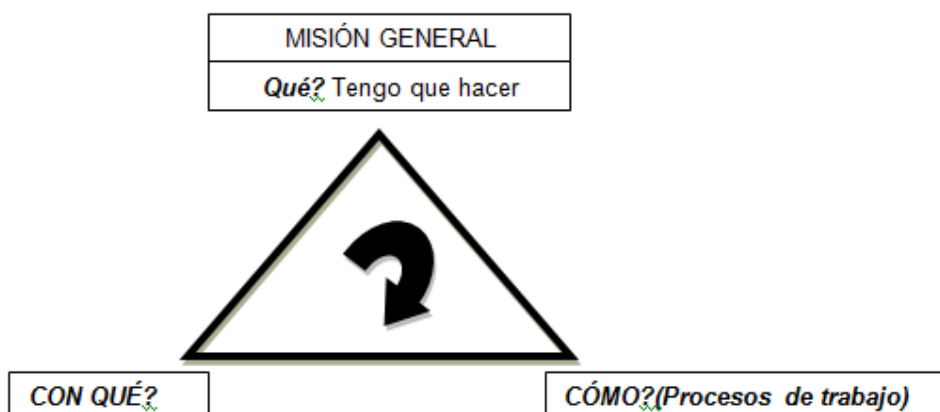 MISIÓN GENERAL
Qué? Tengo que hacer
CON QUÉ?
CÓMO?(Procesos de trabajo)